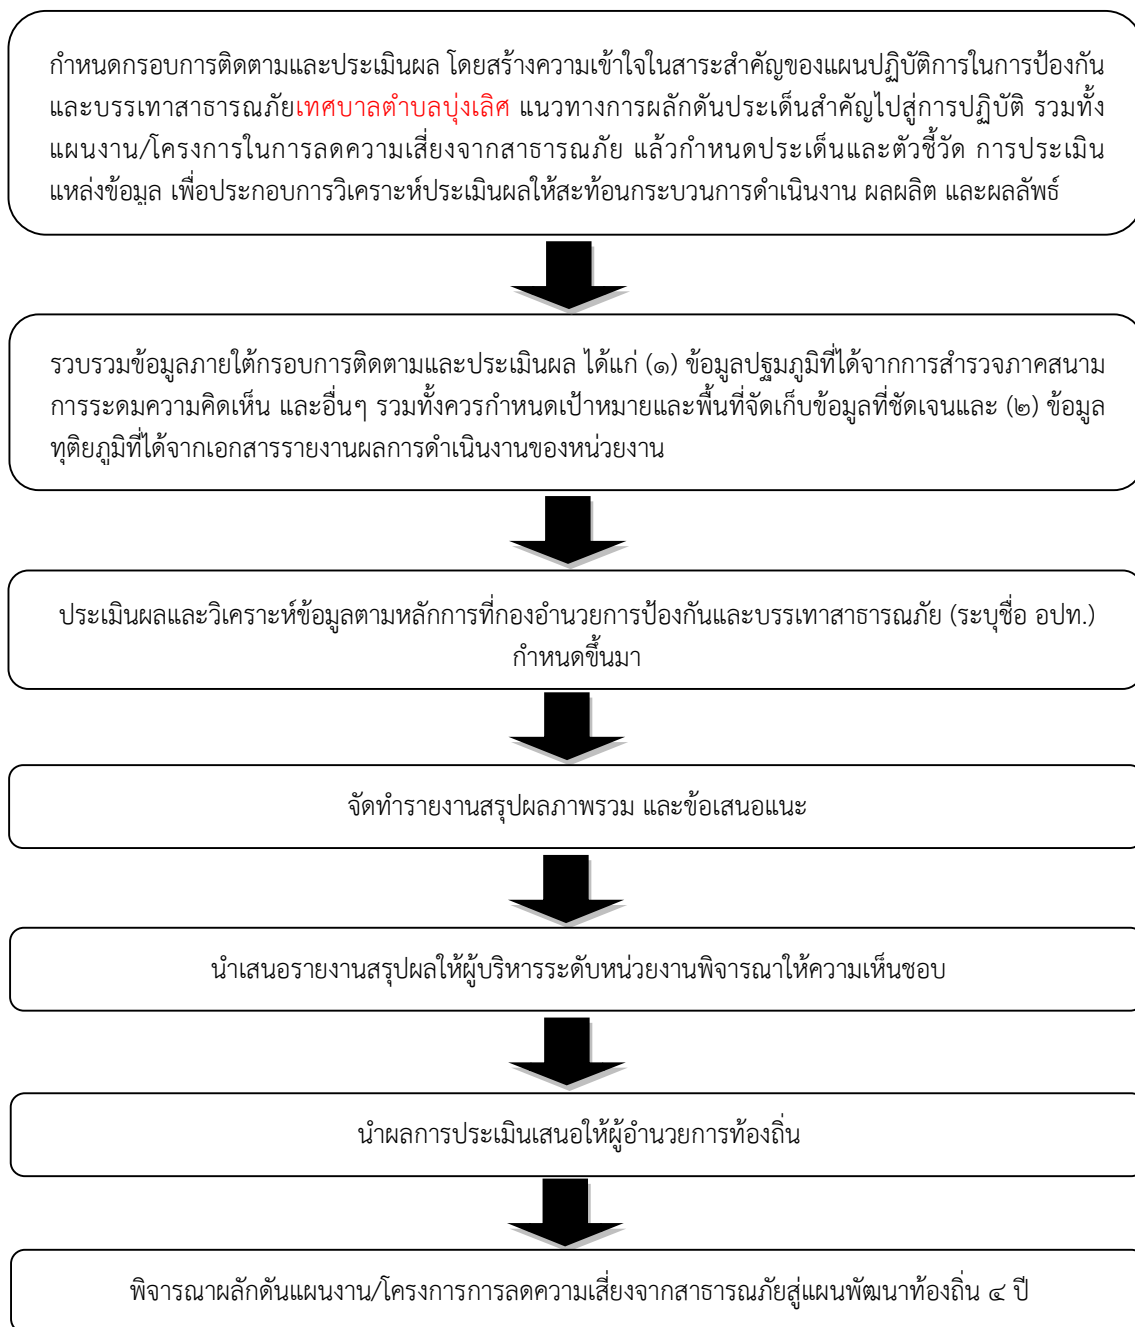 กำหนดกรอบการติดตามและประเมินผล โดยสร้างความเข้าใจในสาระสำคัญของแผนปฏิบัติการในการป้องกัน
และบรรเทาสาธารณภัยเทศบาลตำบลบุ่งเลิศ แนวทางการผลักดันประเด็นสำคัญไปสู่การปฏิบัติ รวมทั้ง
แผนงาน/โครงการในการลดความเสี่ยงจากสาธารณภัย แล้วกำหนดประเด็นและตัวชี้วัด การประเมิน
แหล่งข้อมูล เพื่อประกอบการวิเคราะห์ประเมินผลให้สะท้อนกระบวนการดำเนินงาน ผลผลิต และผลลัพธ์
รวบรวมข้อมูลภายใต้กรอบการติดตามและประเมินผล ได้แก่ (๑) ข้อมูลปฐมภูมิที่ได้จากการสำรวจภาคสนาม
การระดมความคิดเห็น และอื่นๆ รวมทั้งควรกำหนดเป้าหมายและพื้นที่จัดเก็บข้อมูลที่ชัดเจนและ (๒) ข้อมูล
ทุติยภูมิที่ได้จากเอกสารรายงานผลการดำเนินงานของหน่วยงาน
ประเมินผลและวิเคราะห์ข้อมูลตามหลักการที่กองอำนวยการป้องกันและบรรเทาสาธารณภัย (ระบุชื่อ อปท.)
กำหนดขึ้นมา
จัดทำรายงานสรุปผลภาพรวม และข้อเสนอแนะ
นำเสนอรายงานสรุปผลให้ผู้บริหารระดับหน่วยงานพิจารณาให้ความเห็นชอบ
นำผลการประเมินเสนอให้ผู้อำนวยการท้องถิ่น
พิจารณาผลักดันแผนงาน/โครงการการลดความเสี่ยงจากสาธารณภัยสู่แผนพัฒนาท้องถิ่น ๔ ปี